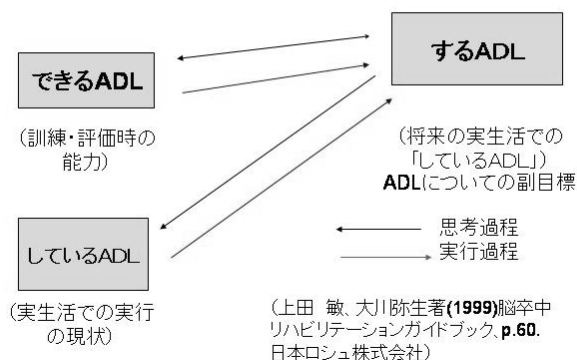 するADL
できるADL
（訓練・評価時の
能力）
（将来の実生活での
「しているADL」）
ADLについての副目標
しているADL
思考過程
実行過程
（実生活での実行
の現状）
（上田　敏、大川弥生著(1999)脳卒中
リハビリテーションガイドブック、p.60.
日本ロシュ株式会社）